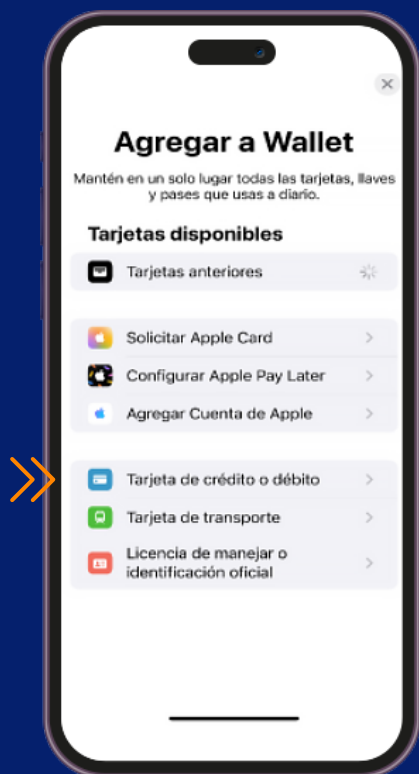 Agregar a Wallet
Mantén en un solo lugar todas las tarjetas, llaves
y pases que usas a diario.
Tarjetas disponibles
Tarjetas anteriores
Solicitar Apple Card
Configurar Apple Pay Later
Agregar Cuenta de Apple
Tarjeta de crédito o débito
Tarjeta de transporte
Licencia de manejar o
identificación oficial